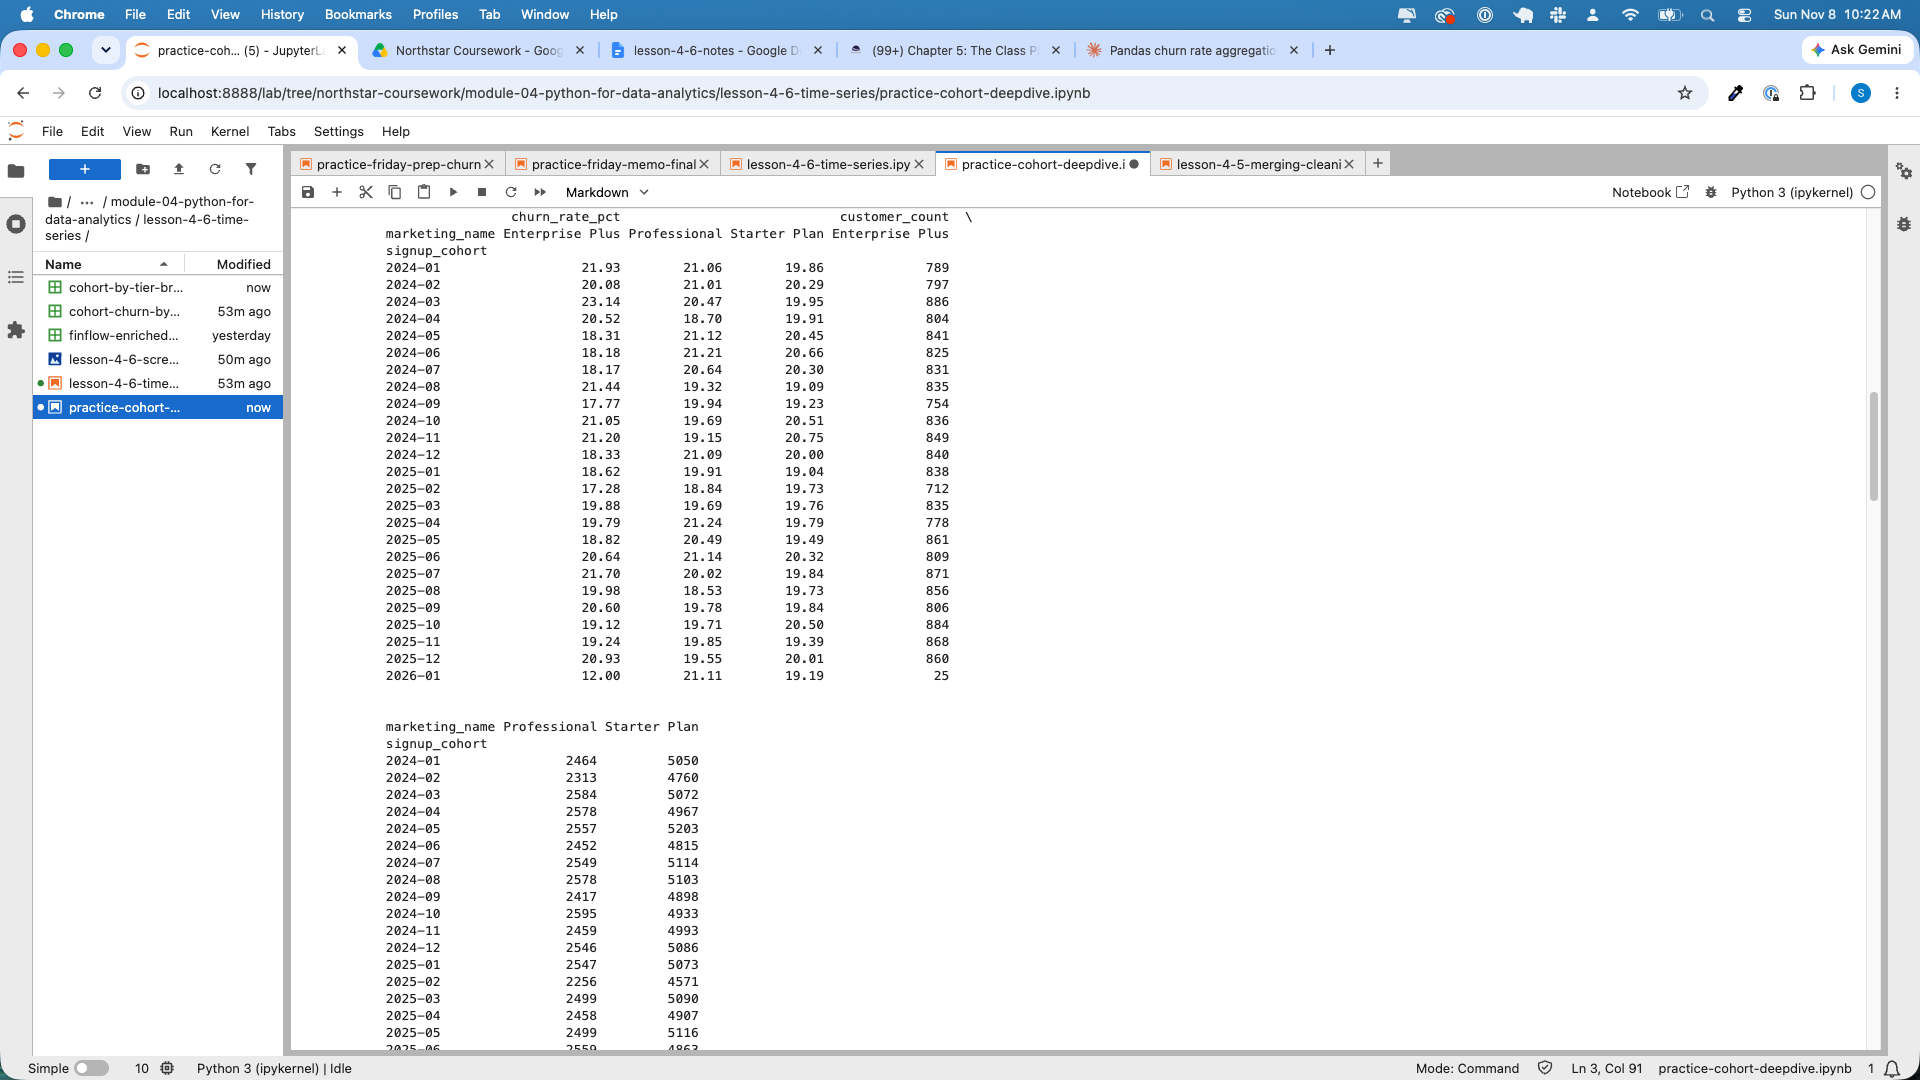 Chrome File Edit View History Bookmarks Profiles Tab Window Help Sun Nov 8 10:22 AM
practice-coh... (5) - JupyterL Northstar Coursework - Goog lesson-4-6-notes - Google D (99+) Chapter 5: The Class P Pandas churn rate aggregatio Ask Gemini
localhost:8888/lab/tree/northstar-coursework/module-04-python-for-data-analytics/lesson-4-6-time-series/practice-cohort-deepdive.ipynb S
File Edit View Run Kernel Tabs Settings Help
practice-friday-prep-churn practice-friday-memo-final lesson-4-6-time-series.ipy practice-cohort-deepdive.i lesson-4-5-merging-cleani
Markdown Notebook Python 3 (ipykernel)
/ ... / module-04-python-for-
data-analytics / lesson-4-6-time-
series /
Name Modified
cohort-by-tier-br... now
cohort-churn-by... 53m ago
finflow-enriched... yesterday
lesson-4-6-scre... 50m ago
lesson-4-6-time... 53m ago
practice-cohort-... now
churn_rate_pct customer_count \
marketing_name Enterprise Plus Professional Starter Plan Enterprise Plus
signup_cohort
2024-01 21.93 21.06 19.86 789
2024-02 20.08 21.01 20.29 797
2024-03 23.14 20.47 19.95 886
2024-04 20.52 18.70 19.91 804
2024-05 18.31 21.12 20.45 841
2024-06 18.18 21.21 20.66 825
2024-07 18.17 20.64 20.30 831
2024-08 21.44 19.32 19.09 835
2024-09 17.77 19.94 19.23 754
2024-10 21.05 19.69 20.51 836
2024-11 21.20 19.15 20.75 849
2024-12 18.33 21.09 20.00 840
2025-01 18.62 19.91 19.04 838
2025-02 17.28 18.84 19.73 712
2025-03 19.88 19.69 19.76 835
2025-04 19.79 21.24 19.79 778
2025-05 18.82 20.49 19.49 861
2025-06 20.64 21.14 20.32 809
2025-07 21.70 20.02 19.84 871
2025-08 19.98 18.53 19.73 856
2025-09 20.60 19.78 19.84 806
2025-10 19.12 19.71 20.50 884
2025-11 19.24 19.85 19.39 868
2025-12 20.93 19.55 20.01 860
2026-01 12.00 21.11 19.19 25
marketing_name Professional Starter Plan
signup_cohort
2024-01 2464 5050
2024-02 2313 4760
2024-03 2584 5072
2024-04 2578 4967
2024-05 2557 5203
2024-06 2452 4815
2024-07 2549 5114
2024-08 2578 5103
2024-09 2417 4898
2024-10 2595 4933
2024-11 2459 4993
2024-12 2546 5086
2025-01 2547 5073
2025-02 2256 4571
2025-03 2499 5090
2025-04 2458 4907
2025-05 2499 5116
2025-06 2559 4863
Simple 10 Python 3 (ipykernel) | Idle Mode: Command Ln 3, Col 91 practice-cohort-deepdive.ipynb 1